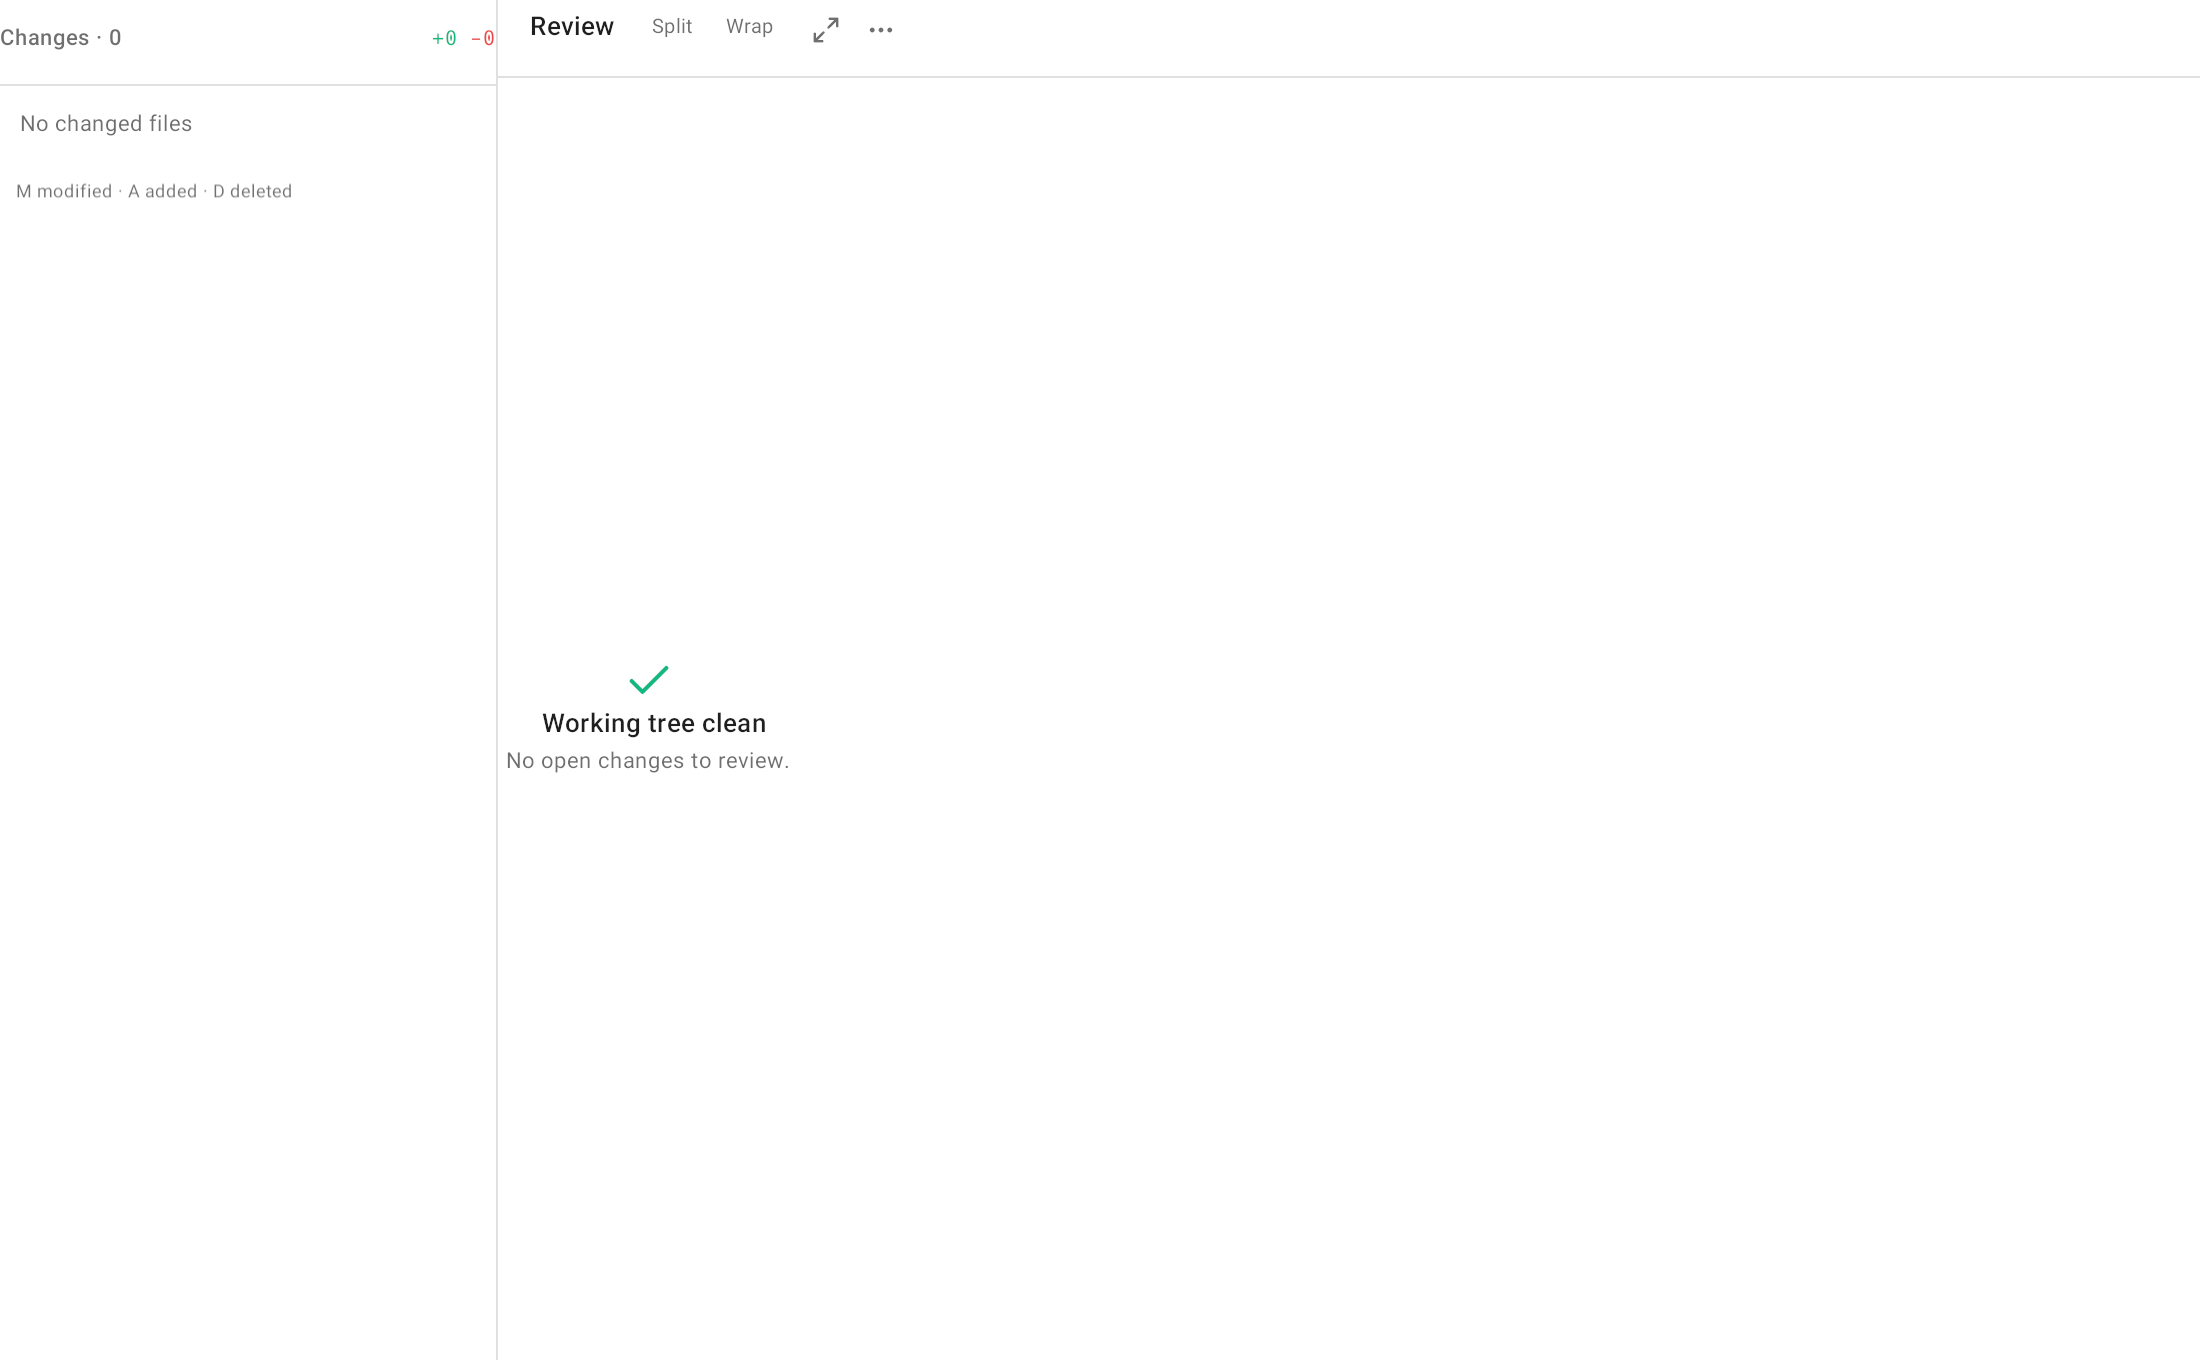 Changes · 0 +0 -0
No changed files
M modified · A added · D deleted
Review Split Wrap
Working tree clean
No open changes to review.